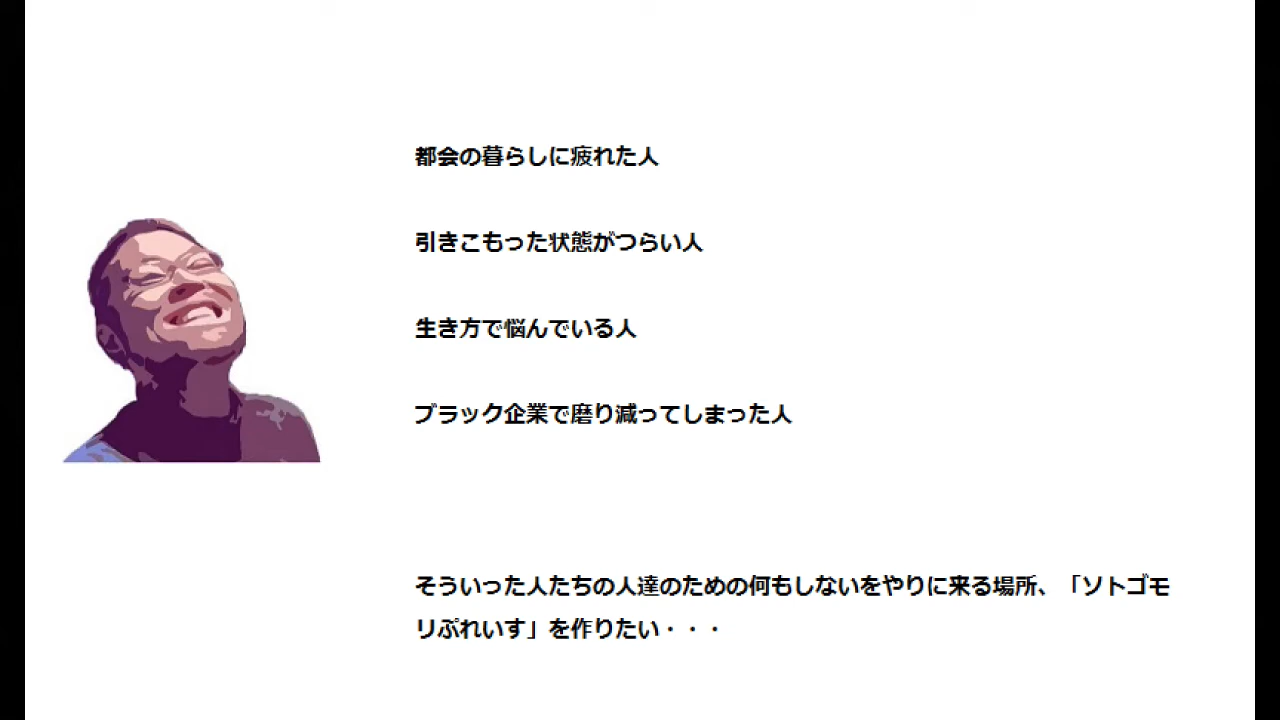 都会の暮らしに疲れた人
引きこもった状態がつらい人
生き方で悩んでいる人
ブラック企業で磨り減ってしまった人
そういった人たちの人達のための何もしないをやりに来る場所、「ソトゴモ
リぷれいす」を作りたい・・・